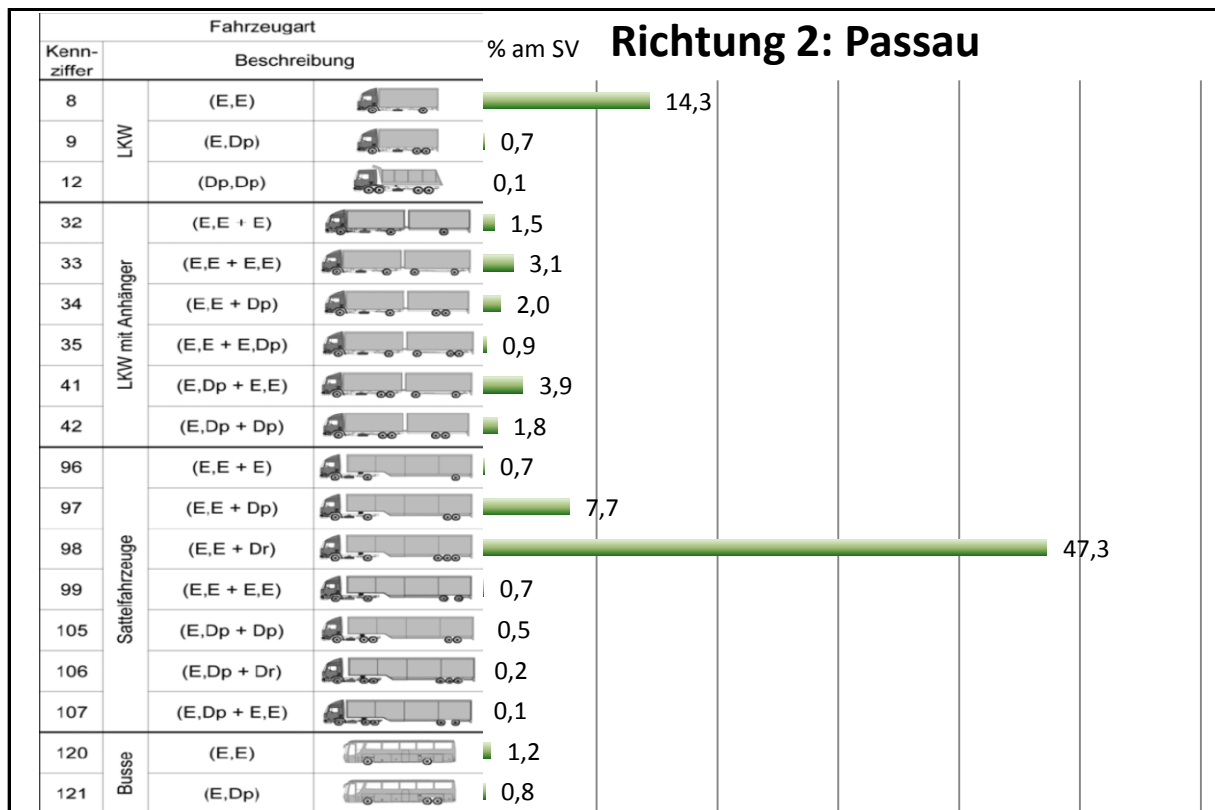 Fahrzeugart
Kenn-
ziffer
Beschreibung
% am SV
Richtung 2: Passau
LKW
8 (E,E) 14,3
9 (E,Dp) 0,7
12 (Dp,Dp) 0,1
LKW mit Anhänger
32 (E,E + E) 1,5
33 (E,E + E,E) 3,1
34 (E,E + Dp) 2,0
35 (E,E + E,Dp) 0,9
41 (E,Dp + E,E) 3,9
42 (E,Dp + Dp) 1,8
Sattelfahrzeuge
96 (E,E + E) 0,7
97 (E,E + Dp) 7,7
98 (E,E + Dr) 47,3
99 (E,E + E,E) 0,7
105 (E,Dp + Dp) 0,5
106 (E,Dp + Dr) 0,2
107 (E,Dp + E,E) 0,1
Busse
120 (E,E) 1,2
121 (E,Dp) 0,8